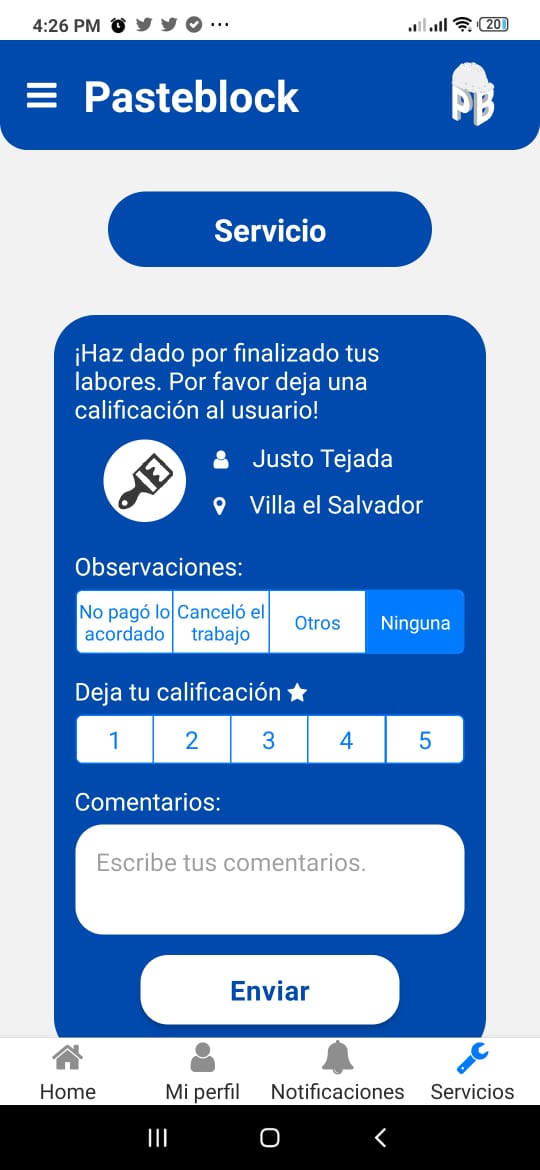 4:26 PM
20
Pasteblock
PB
Servicio
¡Haz dado por finalizado tus
labores. Por favor deja una
calificación al usuario!
Justo Tejada
Villa el Salvador
Observaciones:
No pagó lo acordado
Canceló el trabajo
Otros
Ninguna
Deja tu calificación
1 2 3 4 5
Comentarios:
Escribe tus comentarios.
Enviar
Home Mi perfil Notificaciones Servicios